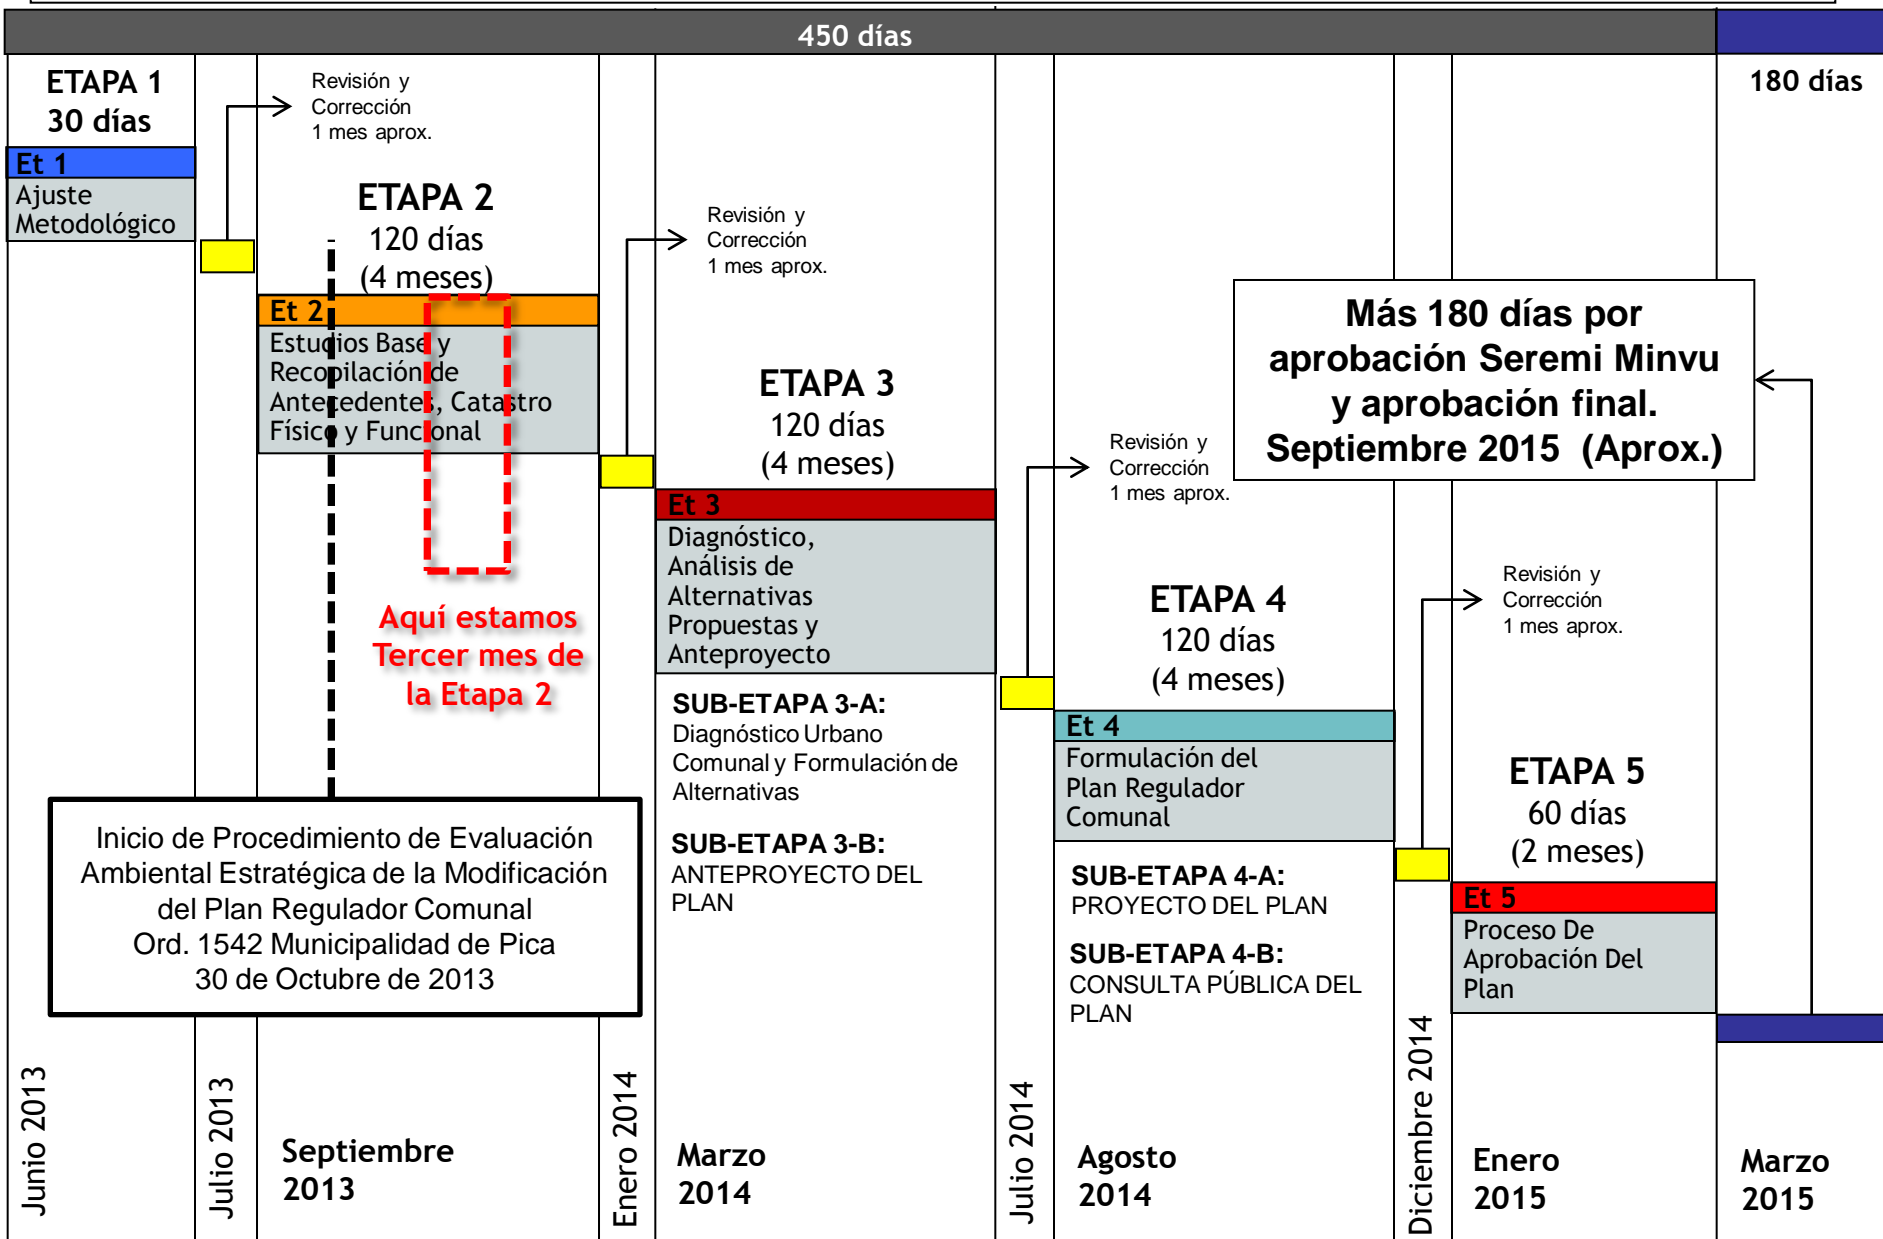 450 días
180 días
ETAPA 1
30 días
Et 1
Ajuste
Metodológico
Revisión y
Corrección
1 mes aprox.
ETAPA 2
120 días
(4 meses)
Et 2
Estudios Base y
Recopilación de
Antecedentes, Catastro
Físico y Funcional
Aquí estamos
Tercer mes de
la Etapa 2
Inicio de Procedimiento de Evaluación
Ambiental Estratégica de la Modificación
del Plan Regulador Comunal
Ord. 1542 Municipalidad de Pica
30 de Octubre de 2013
Revisión y
Corrección
1 mes aprox.
ETAPA 3
120 días
(4 meses)
Et 3
Diagnóstico,
Análisis de
Alternativas
Propuestas y
Anteproyecto
SUB-ETAPA 3-A:
Diagnóstico Urbano
Comunal y Formulación de
Alternativas
SUB-ETAPA 3-B:
ANTEPROYECTO DEL
PLAN
Revisión y
Corrección
1 mes aprox.
ETAPA 4
120 días
(4 meses)
Et 4
Formulación del
Plan Regulador
Comunal
SUB-ETAPA 4-A:
PROYECTO DEL PLAN
SUB-ETAPA 4-B:
CONSULTA PÚBLICA DEL
PLAN
Más 180 días por
aprobación Seremi Minvu
y aprobación final.
Septiembre 2015 (Aprox.)
Revisión y
Corrección
1 mes aprox.
ETAPA 5
60 días
(2 meses)
Et 5
Proceso De
Aprobación Del
Plan
Junio 2013
Julio 2013
Septiembre
2013
Enero 2014
Marzo
2014
Julio 2014
Agosto
2014
Diciembre 2014
Enero
2015
Marzo
2015